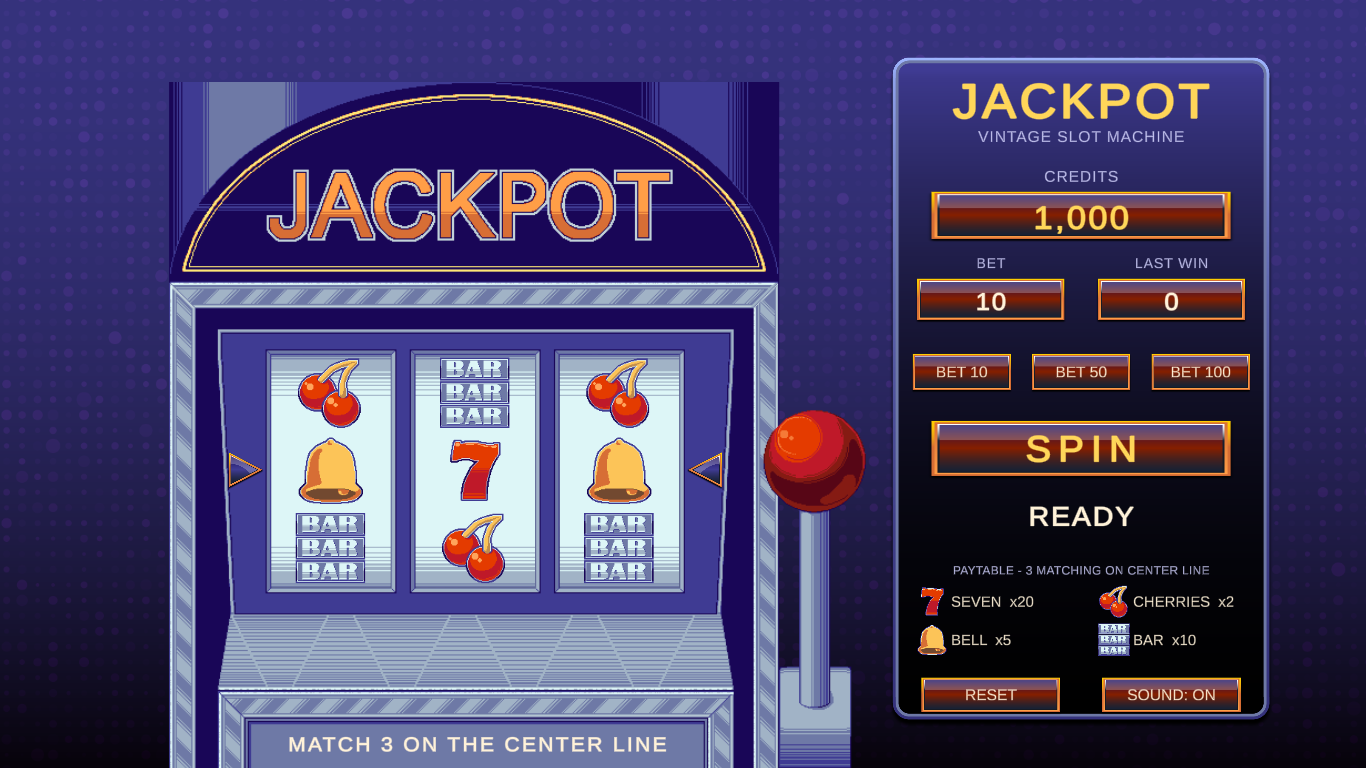 JACKPOT
BAR
BAR
BAR
7
BAR
BAR
BAR
BAR
BAR
BAR
MATCH 3 ON THE CENTER LINE
JACKPOT
VINTAGE SLOT MACHINE
CREDITS
1,000
BET LAST WIN
10 0
BET 10 BET 50 BET 100
SPIN
READY
PAYTABLE - 3 MATCHING ON CENTER LINE
7 SEVEN x20 CHERRIES x2
BELL x5 BAR BAR BAR BAR x10
RESET SOUND: ON